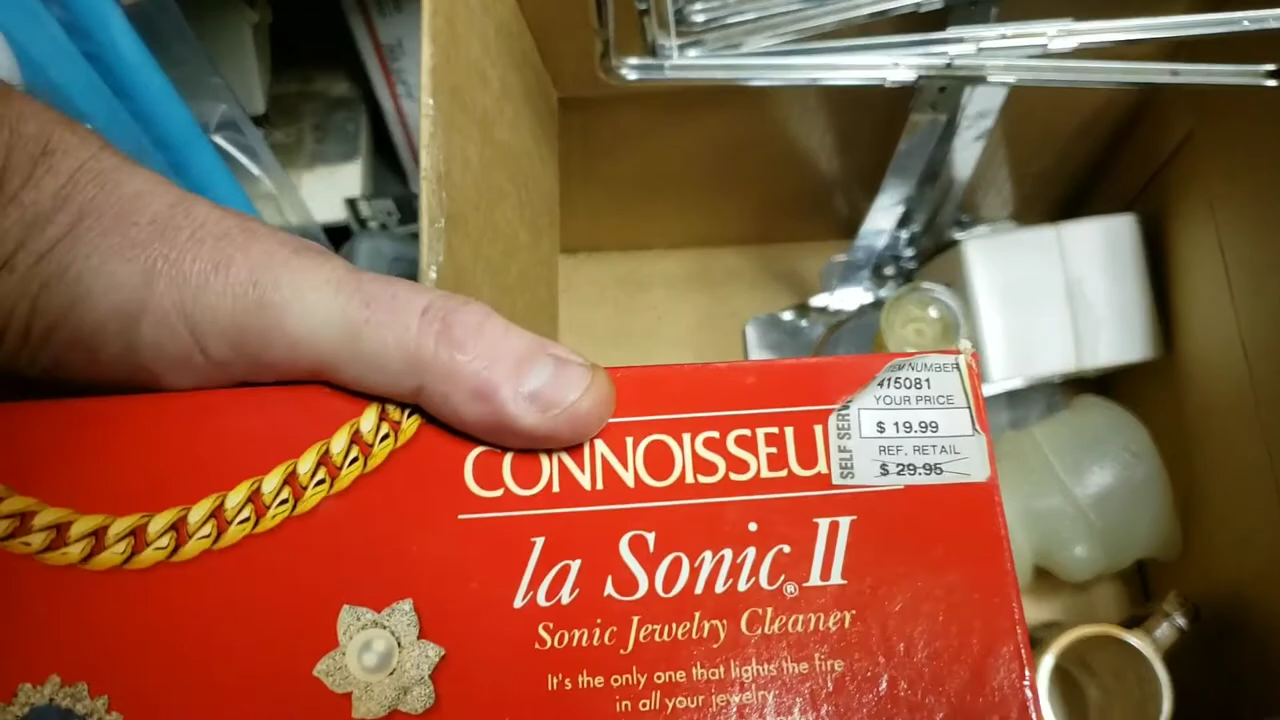 ITEM NUMBER
415081
YOUR PRICE
$ 19.99
REF. RETAIL
$ 29.95
SELF SERV
CONNOISSEU
la Sonic® II
Sonic Jewelry Cleaner
It's the only one that lights the fire
in all your jewelry